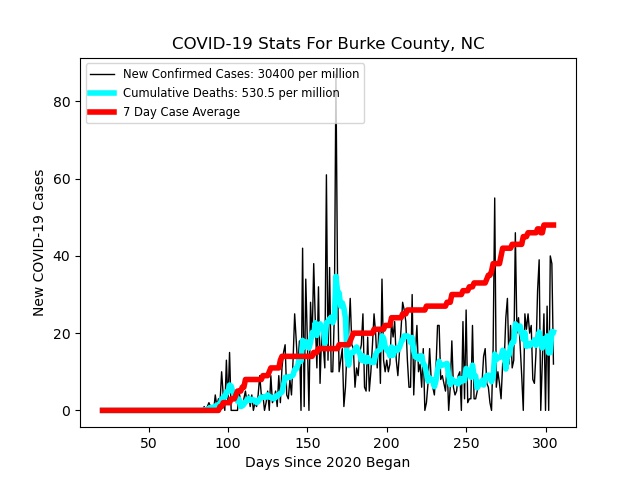 COVID-19 Stats For Burke County, NC
New Confirmed Cases: 30400 per million
Cumulative Deaths: 530.5 per million
7 Day Case Average
New COVID-19 Cases
80
60
40
20
0
50 100 150 200 250 300
Days Since 2020 Began